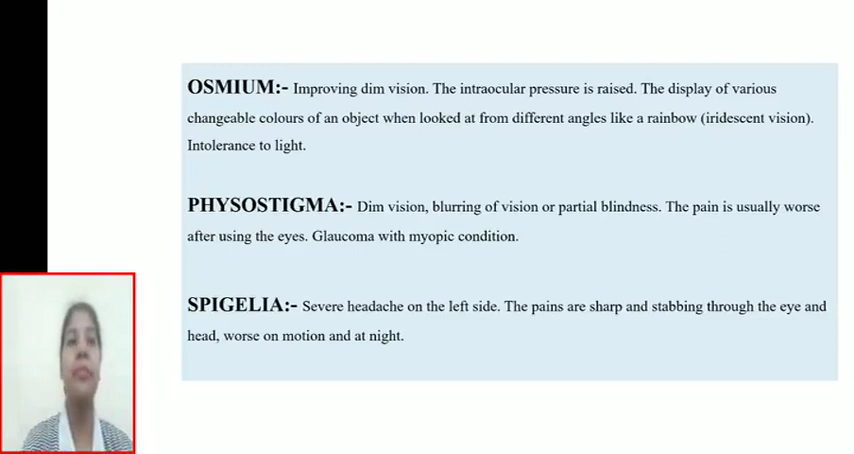 OSMIUM:- Improving dim vision. The intraocular pressure is raised. The display of various
changeable colours of an object when looked at from different angles like a rainbow (iridescent vision).
Intolerance to light.
PHYSOSTIGMA:- Dim vision, blurring of vision or partial blindness. The pain is usually worse
after using the eyes. Glaucoma with myopic condition.
SPIGELIA:- Severe headache on the left side. The pains are sharp and stabbing through the eye and
head, worse on motion and at night.